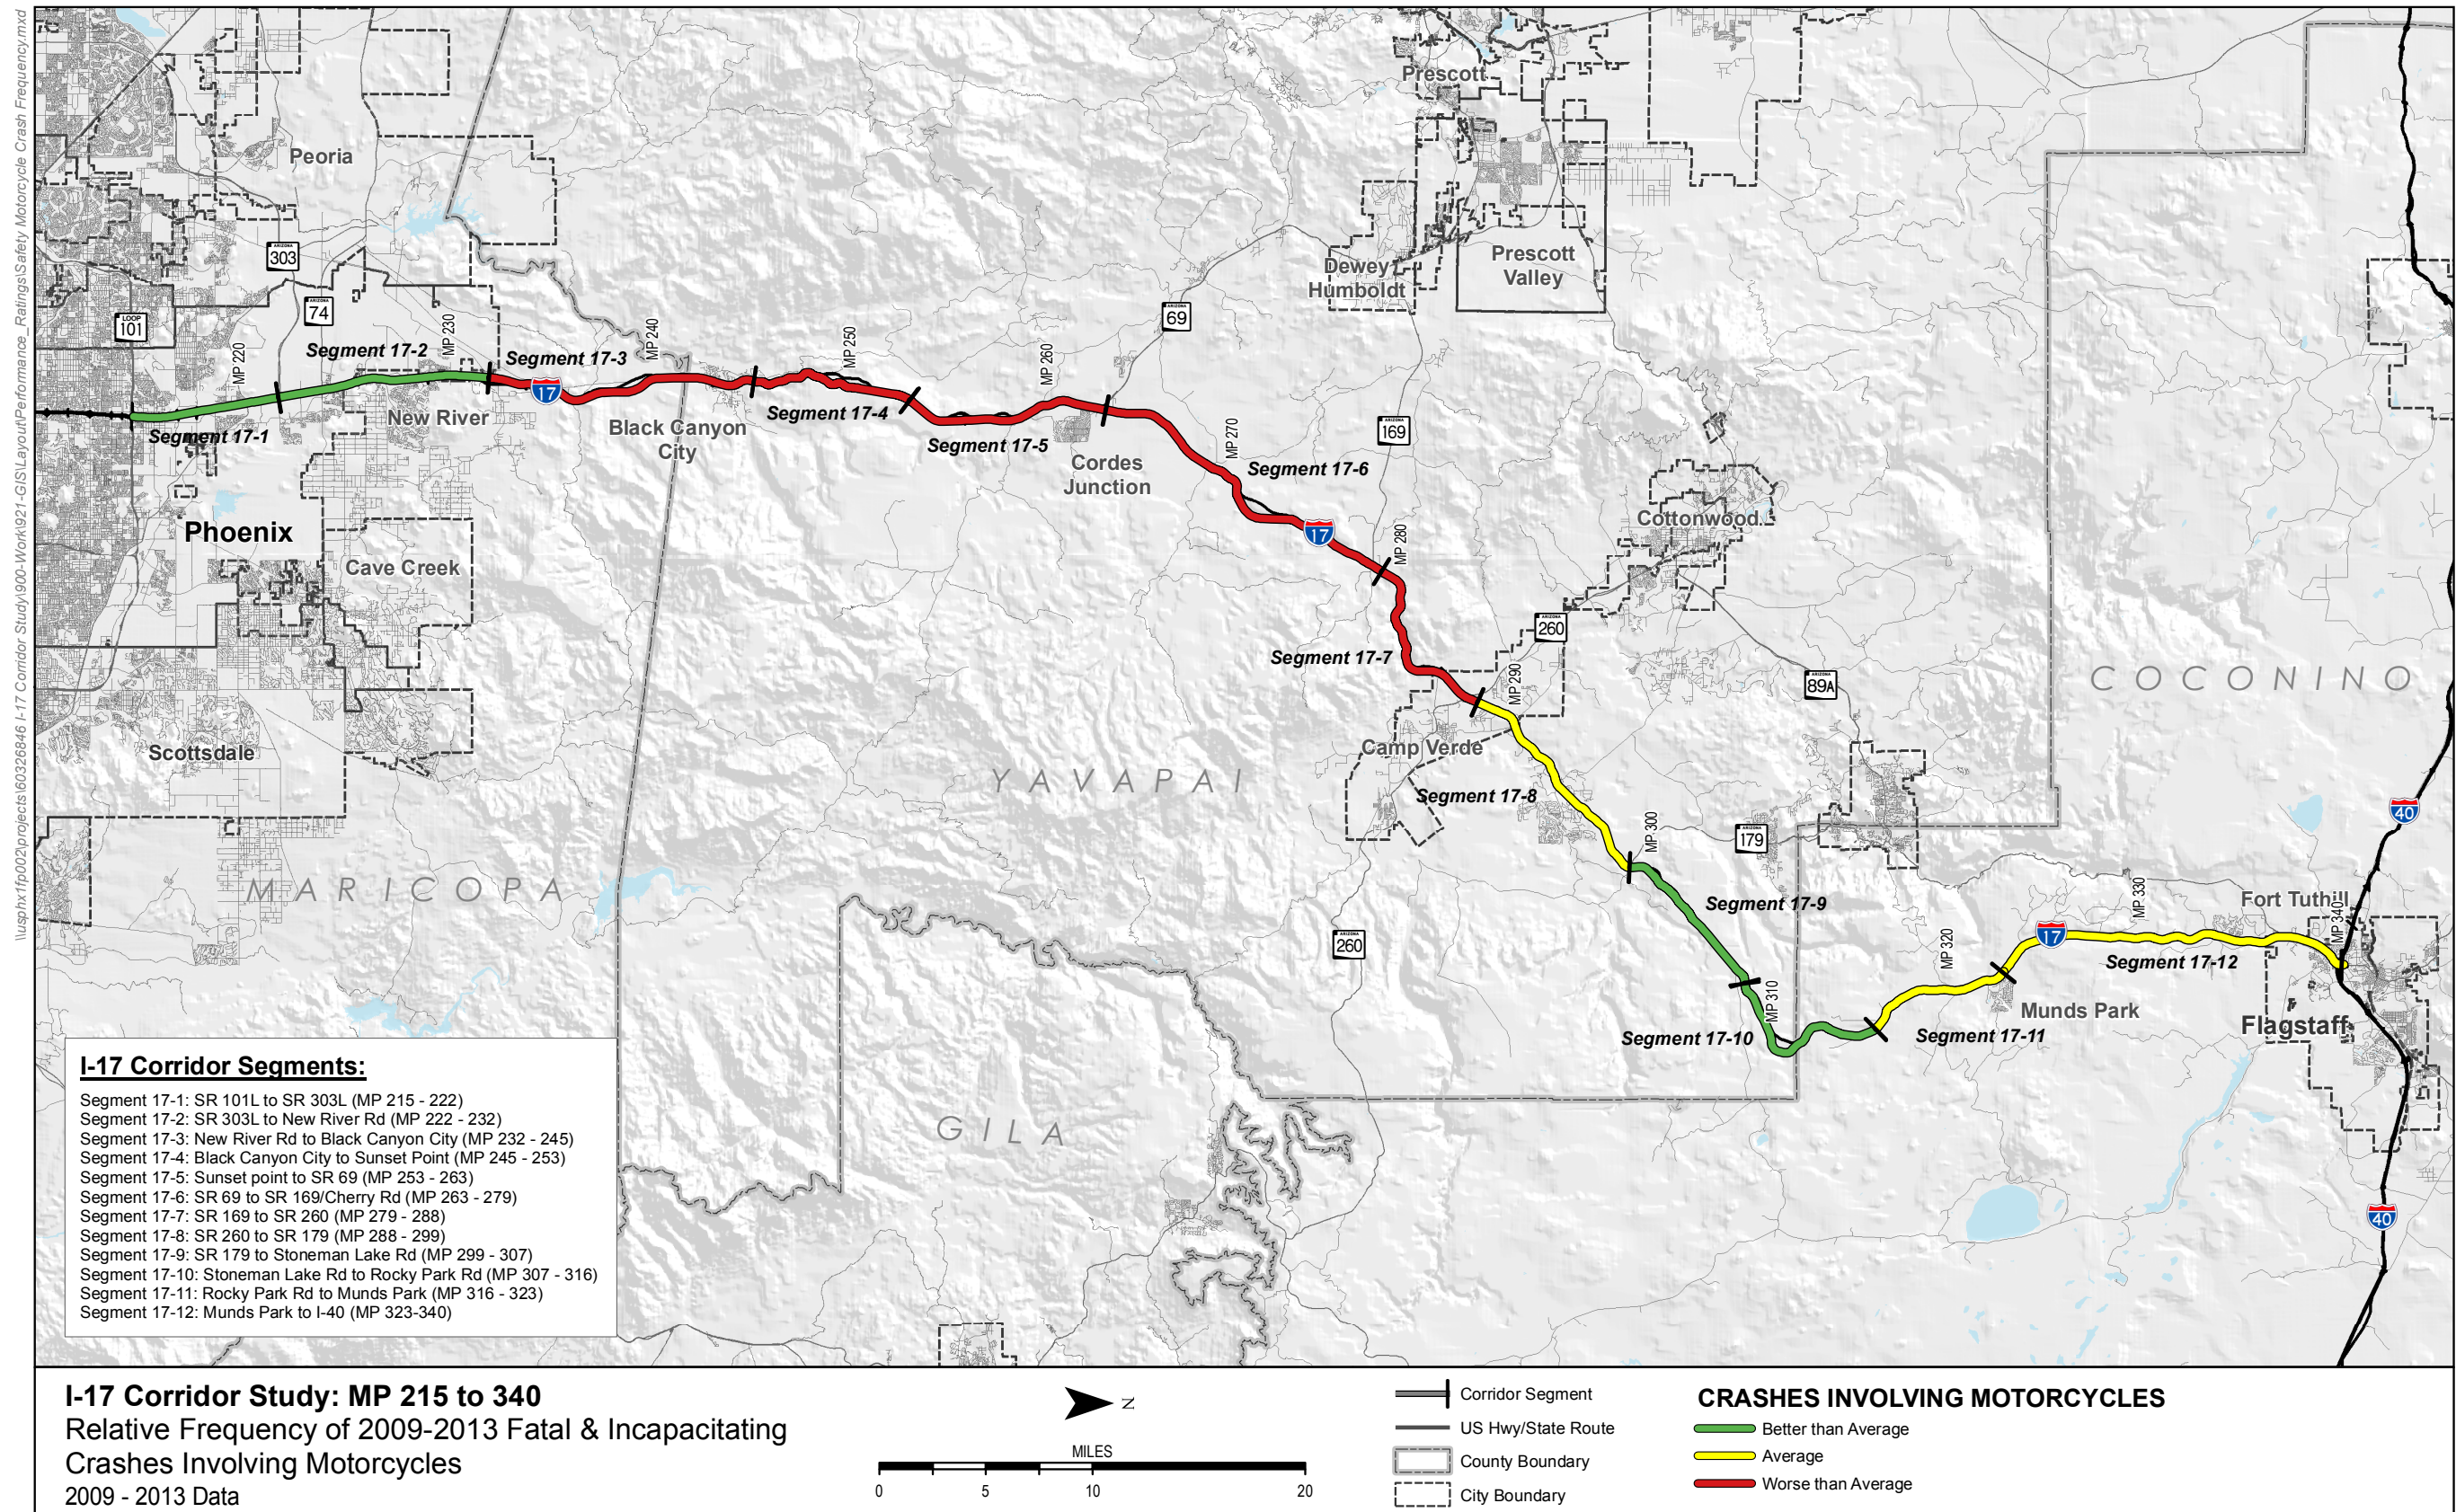 \\usphx1fp002\projects\60326846 I-17 Corridor Study\900-Work\921-GIS\Layout\Performance_Ratings\Safety Motorcycle Crash Frequency.mxd
Prescott
Peoria
ARIZONA
303
Dewey-
Humboldt
Prescott
Valley
LOOP
101
ARIZONA
74
ARIZONA
69
MP 220
Segment 17-2
MP 230
Segment 17-3
MP 240
MP 250
MP 260
17
New River
Segment 17-1
Black Canyon
City
Segment 17-4
Segment 17-5
MP 270
ARIZONA
169
Cordes
Junction
Segment 17-6
Phoenix
Cave Creek
17
MP 280
Cottonwood
ARIZONA
260
Segment 17-7
MP 290
ARIZONA
89A
COCONINO
Scottsdale
Camp Verde
YAVAPAI
Segment 17-8
MP 300
ARIZONA
179
40
MARICOPA
Segment 17-9
MP 330
Fort Tuthill
MP 340
ARIZONA
260
MP 320
17
Segment 17-12
MP 310
Munds Park
Segment 17-10
Segment 17-11
Flagstaff
GILA
40
I-17 Corridor Segments:
Segment 17-1: SR 101L to SR 303L (MP 215 - 222)
Segment 17-2: SR 303L to New River Rd (MP 222 - 232)
Segment 17-3: New River Rd to Black Canyon City (MP 232 - 245)
Segment 17-4: Black Canyon City to Sunset Point (MP 245 - 253)
Segment 17-5: Sunset point to SR 69 (MP 253 - 263)
Segment 17-6: SR 69 to SR 169/Cherry Rd (MP 263 - 279)
Segment 17-7: SR 169 to SR 260 (MP 279 - 288)
Segment 17-8: SR 260 to SR 179 (MP 288 - 299)
Segment 17-9: SR 179 to Stoneman Lake Rd (MP 299 - 307)
Segment 17-10: Stoneman Lake Rd to Rocky Park Rd (MP 307 - 316)
Segment 17-11: Rocky Park Rd to Munds Park (MP 316 - 323)
Segment 17-12: Munds Park to I-40 (MP 323-340)
I-17 Corridor Study: MP 215 to 340
Relative Frequency of 2009-2013 Fatal & Incapacitating
Crashes Involving Motorcycles
2009 - 2013 Data
N
MILES
0 5 10 20
Corridor Segment
US Hwy/State Route
County Boundary
City Boundary
CRASHES INVOLVING MOTORCYCLES
Better than Average
Average
Worse than Average